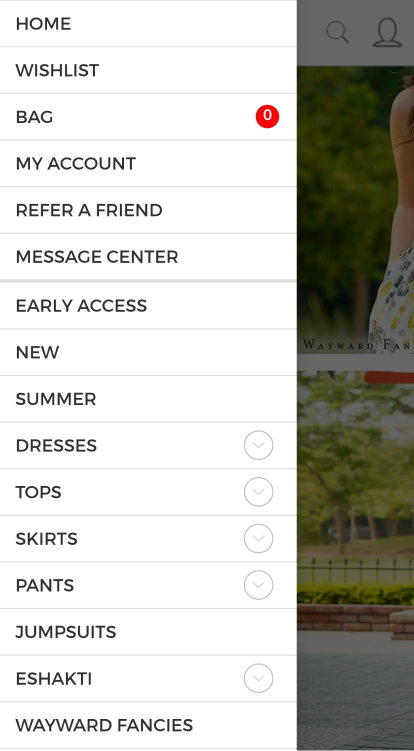 HOME
WISHLIST
BAG
0
MY ACCOUNT
REFER A FRIEND
MESSAGE CENTER
EARLY ACCESS
NEW
SUMMER
DRESSES
TOPS
SKIRTS
PANTS
JUMPSUITS
ESHAKTI
WAYWARD FANCIES
WAYWARD FAN